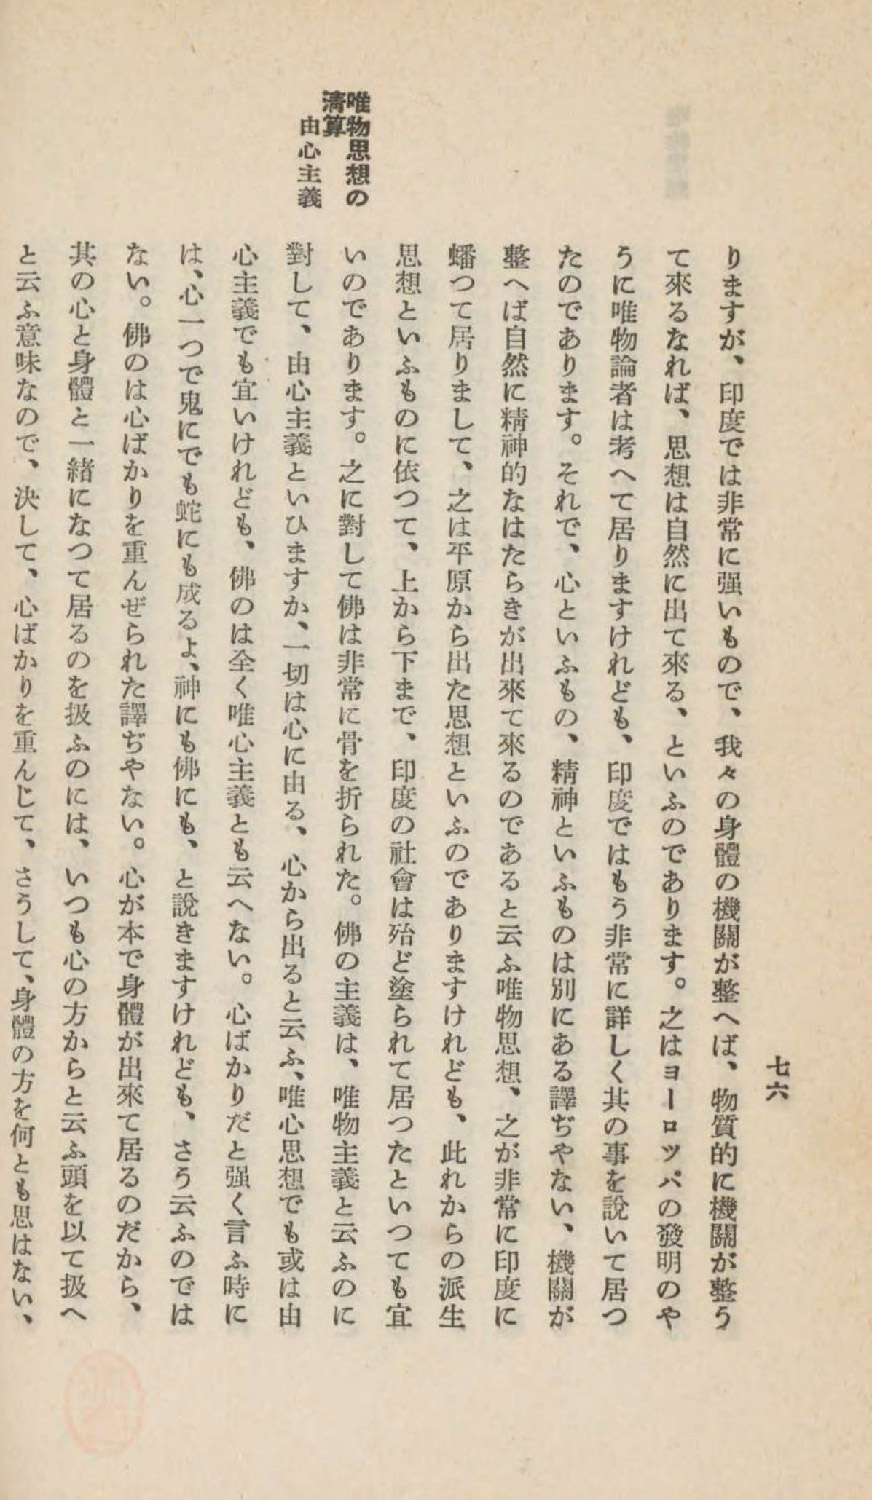 七六
唯物思想の
淸算
由心主義
りますが、印度では非常に强いもので、我々の身體の機關が整へば、物質的に機關が整う
て來るなれば、思想は自然に出て來る、といふのであります。之はヨーロッパの發明のや
うに唯物論者は考へて居りますけれども、印度ではもう非常に詳しく其の事を說いて居つ
たのであります。それで、心といふもの、精神といふものは別にある譯ぢやない、機關が
整へば自然に精神的なはたらきが出來て來るのであると云ふ唯物思想、之が非常に印度に
蟠つて居りまして、之は平原から出た思想といふのでありますけれども、此れからの派生
思想といふものに依つて、上から下まで、印度の社會は殆ど塗られて居つたといつても宜
いのであります。之に對して佛は非常に骨を折られた。佛の主義は、唯物主義と云ふのに
對して、由心主義といひますか、一切は心に由る、心から出ると云ふ、唯心思想でも或は由
心主義でも宜いけれども、佛のは全く唯心主義とも云へない。心ばかりだと强く言ふ時に
は、心一つで鬼にでも蛇にも成るよ、神にも佛にも、と說きますけれども、さう云ふのでは
ない。佛のは心ばかりを重んぜられた譯ぢやない。心が本で身體が出來て居るのだから、
其の心と身體と一緖になつて居るのを扱ふのには、いつも心の方からと云ふ頭を以て扱へ
と云ふ意味なので、決して、心ばかりを重んじて、さうして、身體の方を何とも思はない、